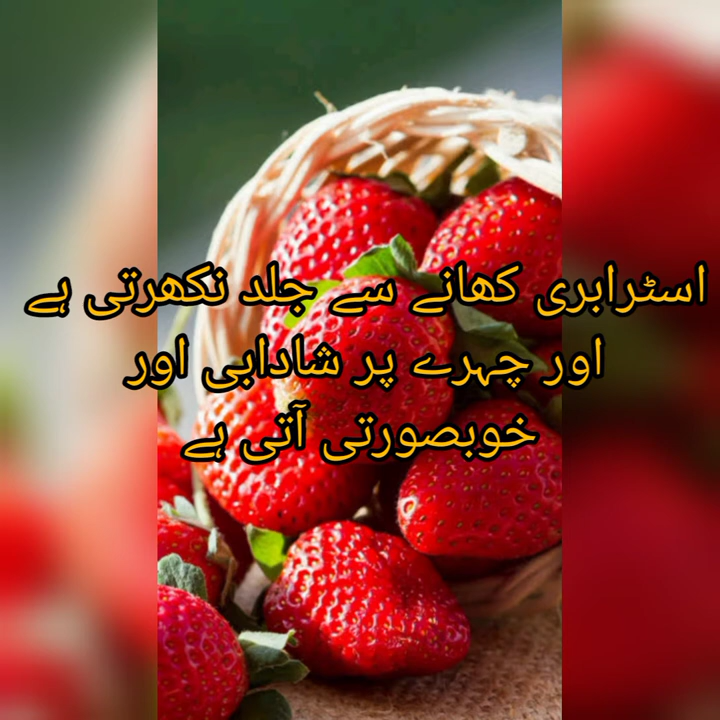 اسٹرابری کھانے سے جلد نکھرتی ہے
اور چہرے پر شادابی اور
خوبصورتی آتی ہے